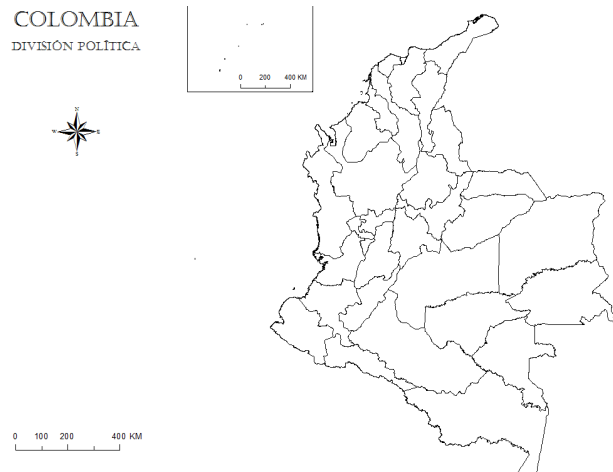 COLOMBIA
DIVISIÓN POLÍTICA
0 200 400 KM
N
W E
S
0 100 200 400 KM